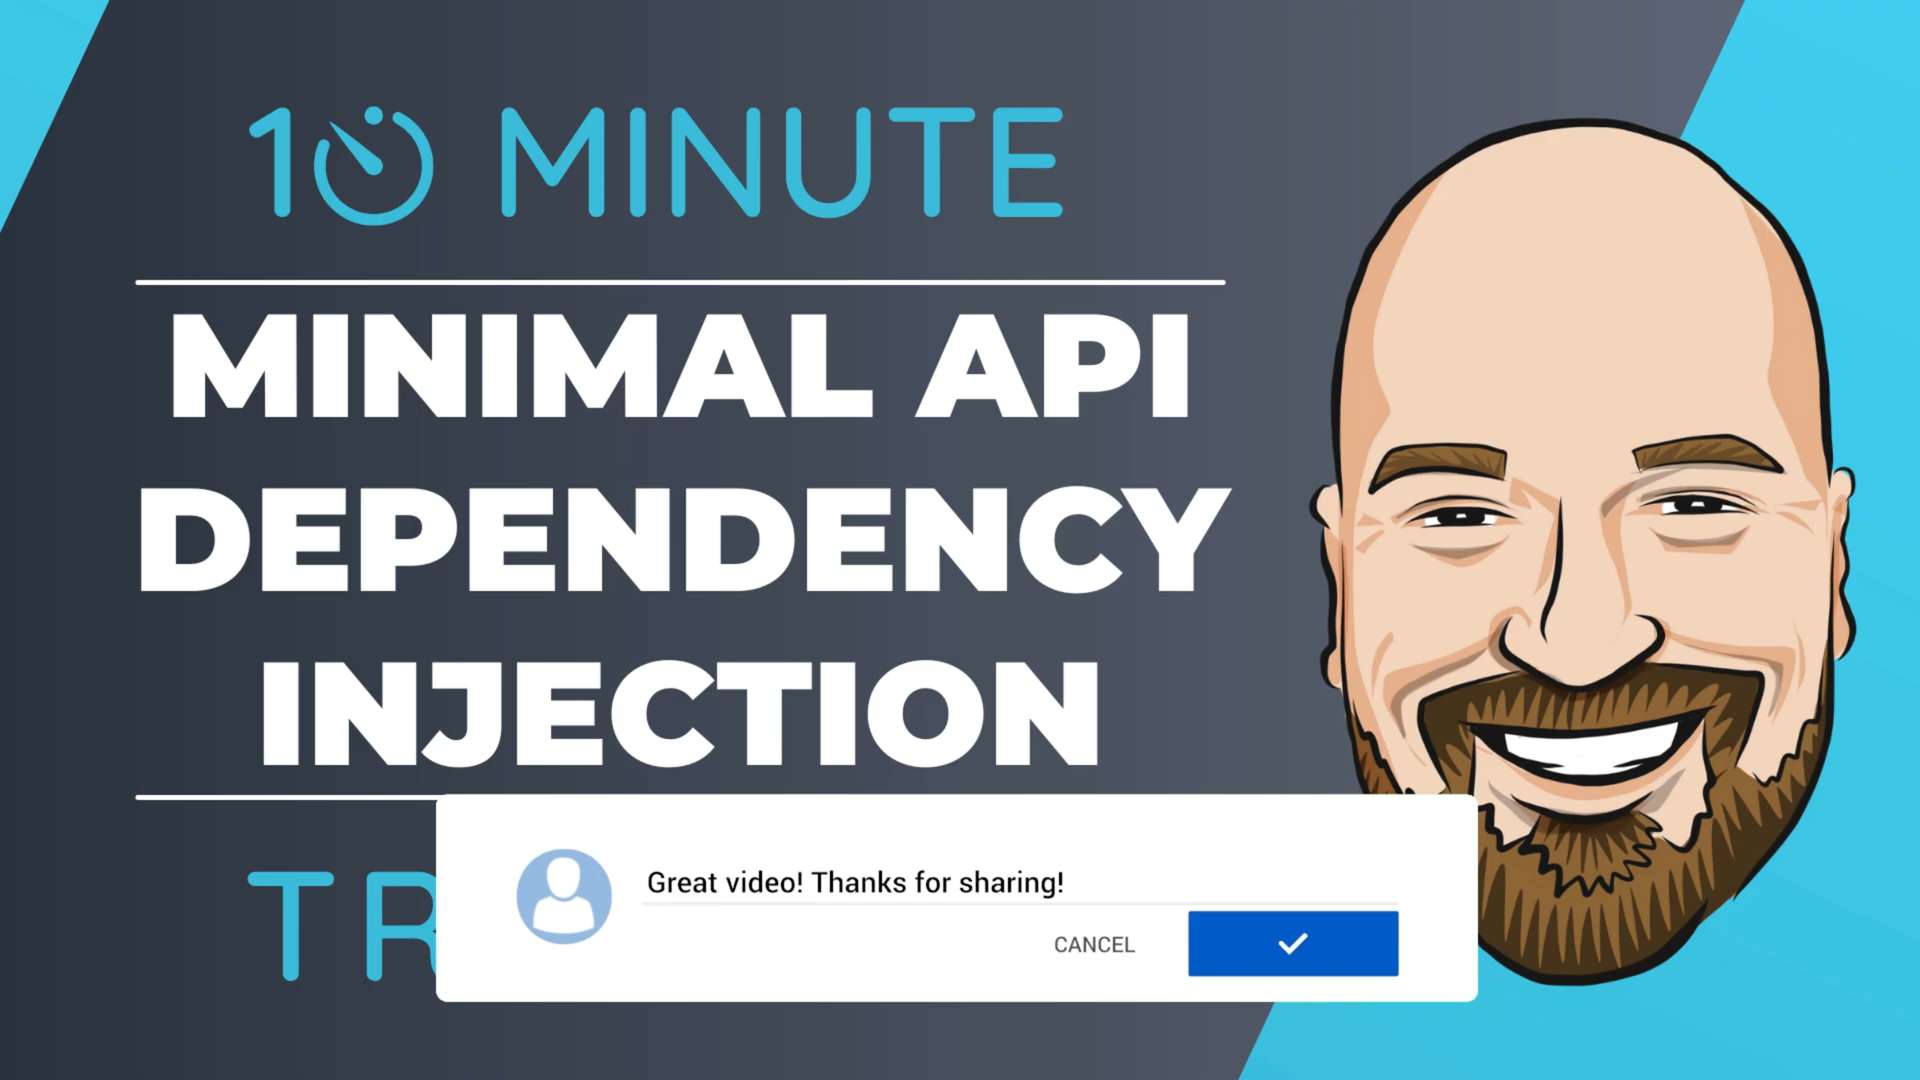 10 MINUTE
MINIMAL API
DEPENDENCY
INJECTION
TR
Great video! Thanks for sharing!
CANCEL